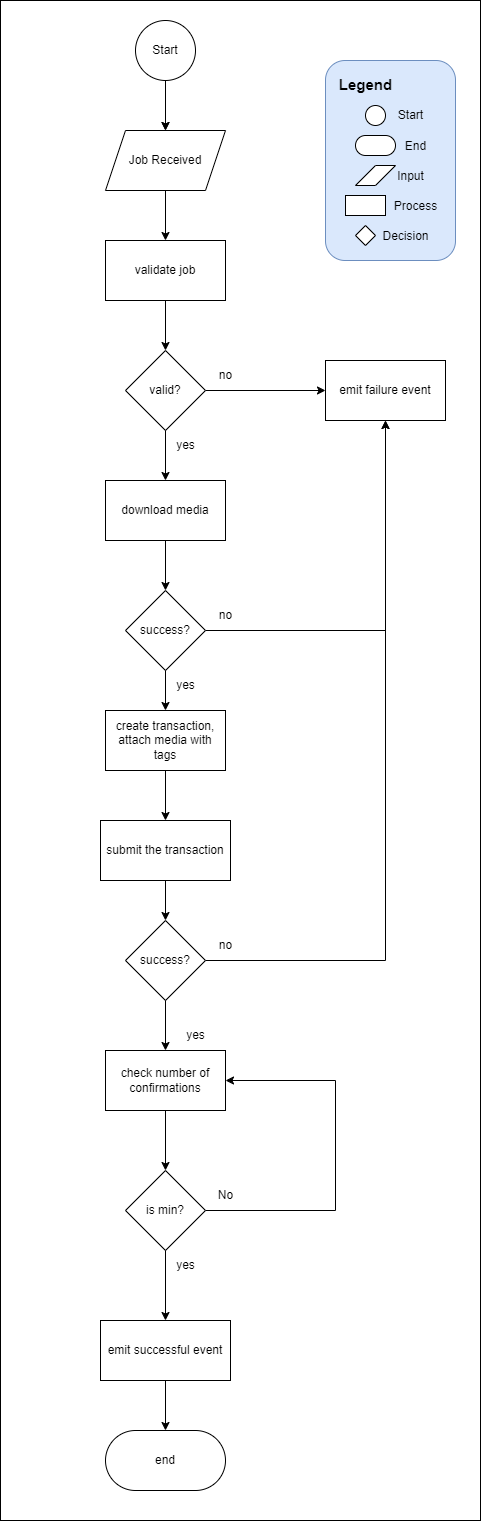 Start
Legend
Start
End
Input
Process
Decision
Job Received
validate job
valid?
no
emit failure event
yes
download media
no
success?
yes
create transaction,
attach media with
tags
submit the transaction
no
success?
yes
check number of
confirmations
No
is min?
yes
emit successful event
end